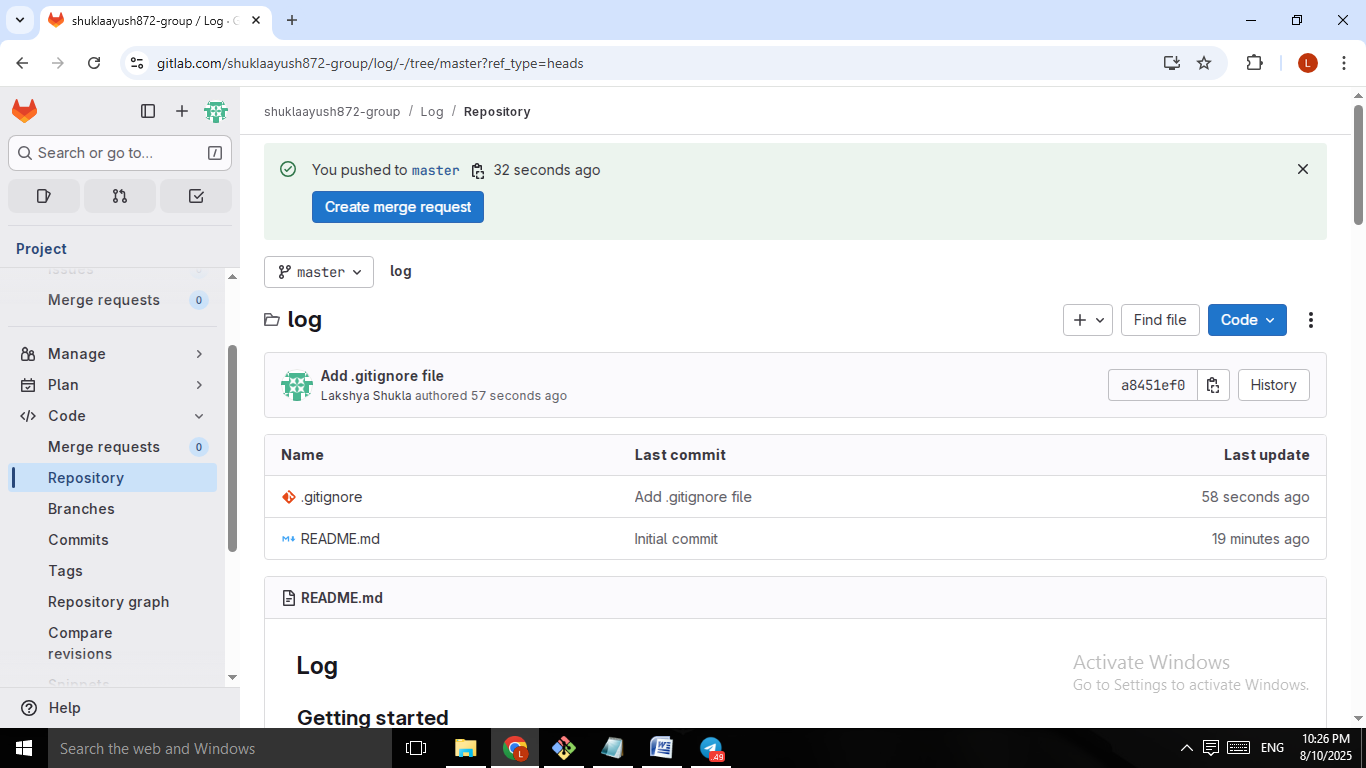 shuklaayush872-group / Log · G
gitlab.com/shuklaayush872-group/log/-/tree/master?ref_type=heads
L
shuklaayush872-group / Log / Repository
Search or go to... /
Project
Issues 0
Merge requests 0
Manage
Plan
Code
Merge requests 0
Repository
Branches
Commits
Tags
Repository graph
Compare
revisions
Snippets
Help
You pushed to master 32 seconds ago
Create merge request
master log
log
Find file
Code
Add .gitignore file
Lakshya Shukla authored 57 seconds ago
a8451ef0
History
Name Last commit Last update
.gitignore Add .gitignore file 58 seconds ago
README.md Initial commit 19 minutes ago
README.md
Log
Getting started
Activate Windows
Go to Settings to activate Windows.
Search the web and Windows
L
W
49
ENG
10:26 PM
8/10/2025